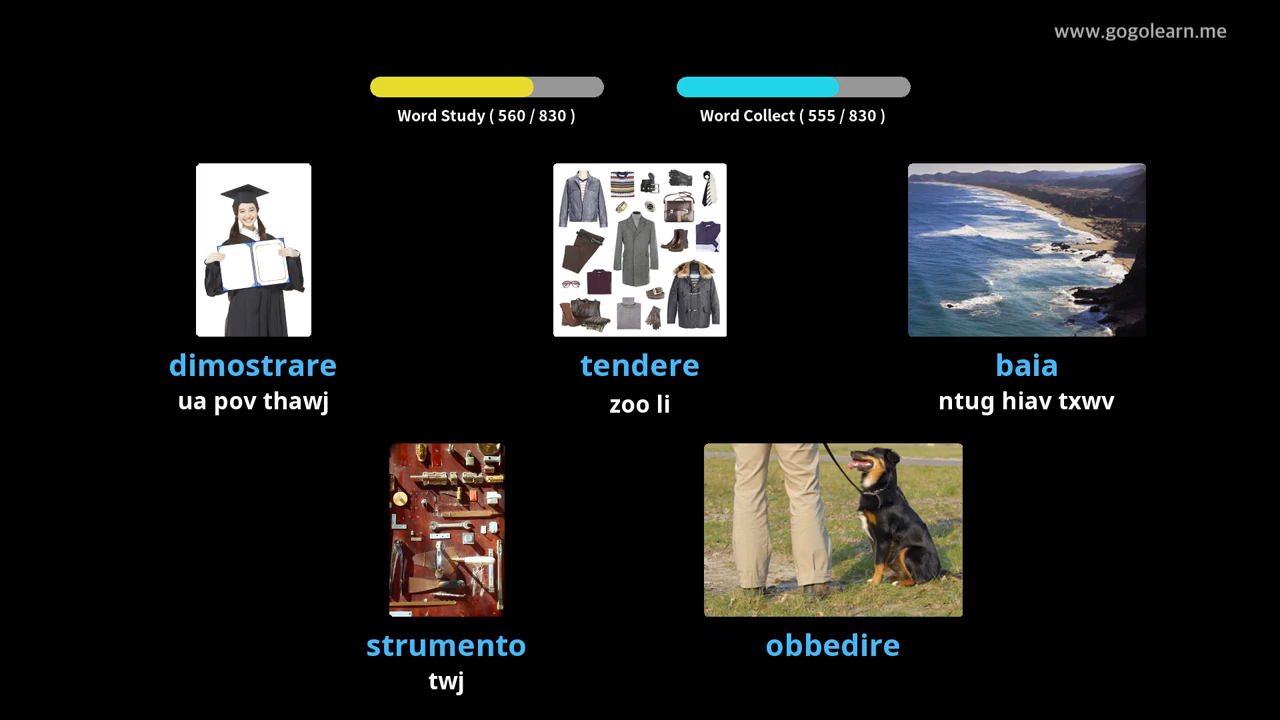 www.gogolearn.me
Word Study ( 560 / 830 )
Word Collect ( 555 / 830 )
dimostrare
ua pov thawj
tendere
zoo li
baia
ntug hiav txwv
strumento
twj
obbedire